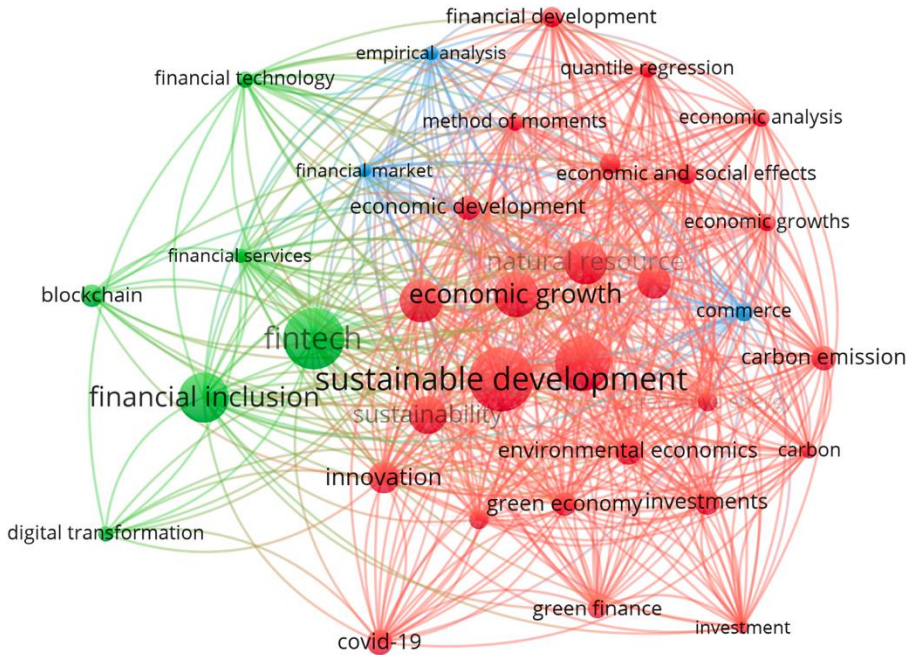 financial development
empirical analysis
financial technology
quantile regression
method of moments
economic analysis
financial market
economic and social effects
economic development
economic growths
financial services
natural resource
blockchain
economic growth
commerce
fintech
carbon emission
sustainable development
financial inclusion
sustainability
environmental economics
carbon
innovation
green economy
investments
digital transformation
green finance
investment
covid-19